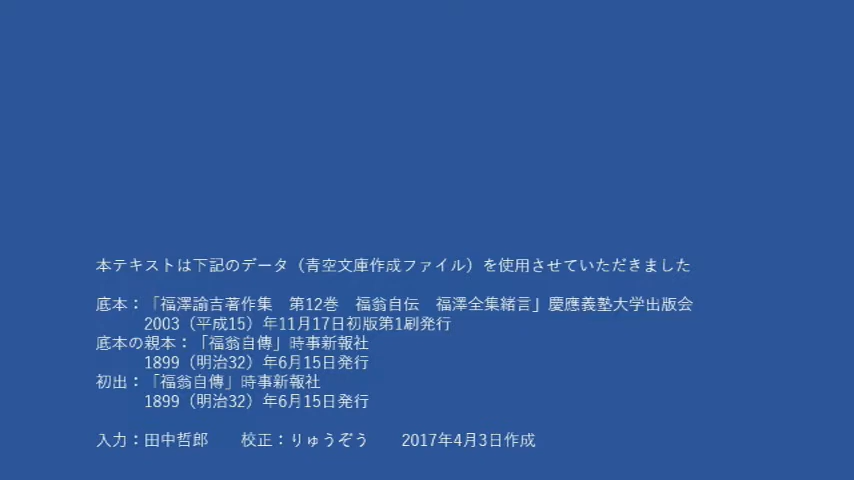 本テキストは下記のデータ（青空文庫作成ファイル）を使用させていただきました
底本：「福澤諭吉著作集　第12巻　福翁自伝　福澤全集緒言」慶應義塾大学出版会
2003（平成15）年11月17日初版第1刷発行
底本の親本：「福翁自傳」時事新報社
1899（明治32）年6月15日発行
初出：「福翁自傳」時事新報社
1899（明治32）年6月15日発行
入力：田中哲郎　　校正：りゅうぞう　　2017年4月3日作成